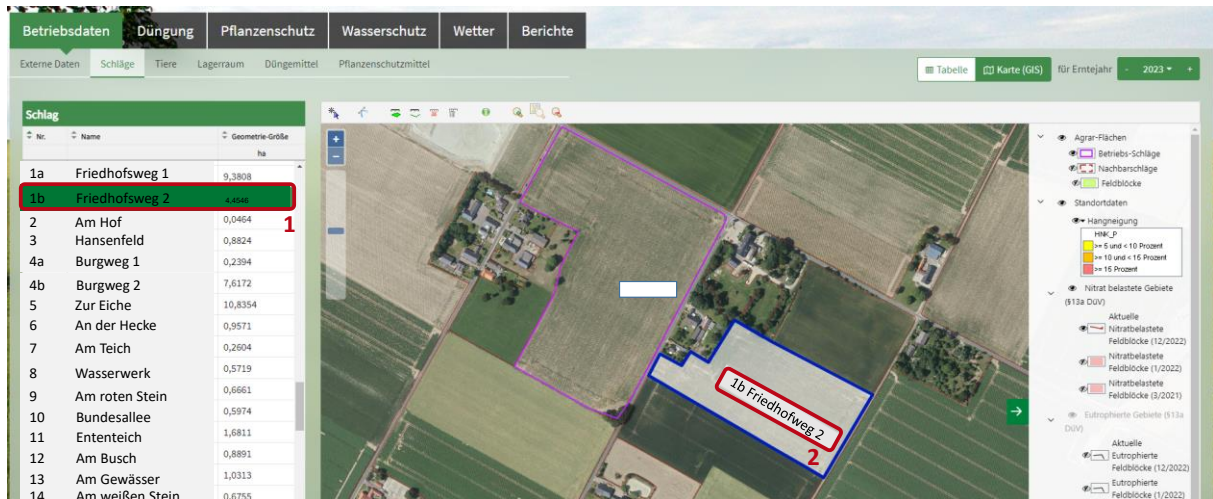 Betriebsdaten Düngung Pflanzenschutz Wasserschutz Wetter Berichte
Externe Daten Schläge Tiere Lagerraum Düngemittel Pflanzenschutzmittel
Tabelle Karte (GIS) für Erntejahr - 2023 +
Schlag
Nr. Name Geometrie-Größe
ha
1a Friedhofsweg 1 9,3808
1b Friedhofsweg 2 4,4546
1
2 Am Hof 0,0464
3 Hansenfeld 0,8824
4a Burgweg 1 0,2394
4b Burgweg 2 7,6172
5 Zur Eiche 10,8354
6 An der Hecke 0,9571
7 Am Teich 0,2604
8 Wasserwerk 0,5719
9 Am roten Stein 0,6661
10 Bundesallee 0,5974
11 Ententeich 1,6811
12 Am Busch 0,8891
13 Am Gewässer 1,0313
14 Am weißen Stein 0,6755
+
-
1b Friedhofweg 2
2
Agrar-Flächen
Betriebs-Schläge
Nachbarschläge
Feldblöcke
Standortdaten
Hangneigung
HNK_P
>= 5 und < 10 Prozent
>= 10 und < 15 Prozent
>= 15 Prozent
Nitrat belastete Gebiete
(§13a DüV)
Aktuelle
Nitratbelastete
Feldblöcke (12/2022)
Nitratbelastete
Feldblöcke (1/2022)
Nitratbelastete
Feldblöcke (3/2021)
Eutrophierte Gebiete (§13a
DüV)
Aktuelle
Eutrophierte
Feldblöcke (12/2022)
Eutrophierte
Feldblöcke (1/2022)